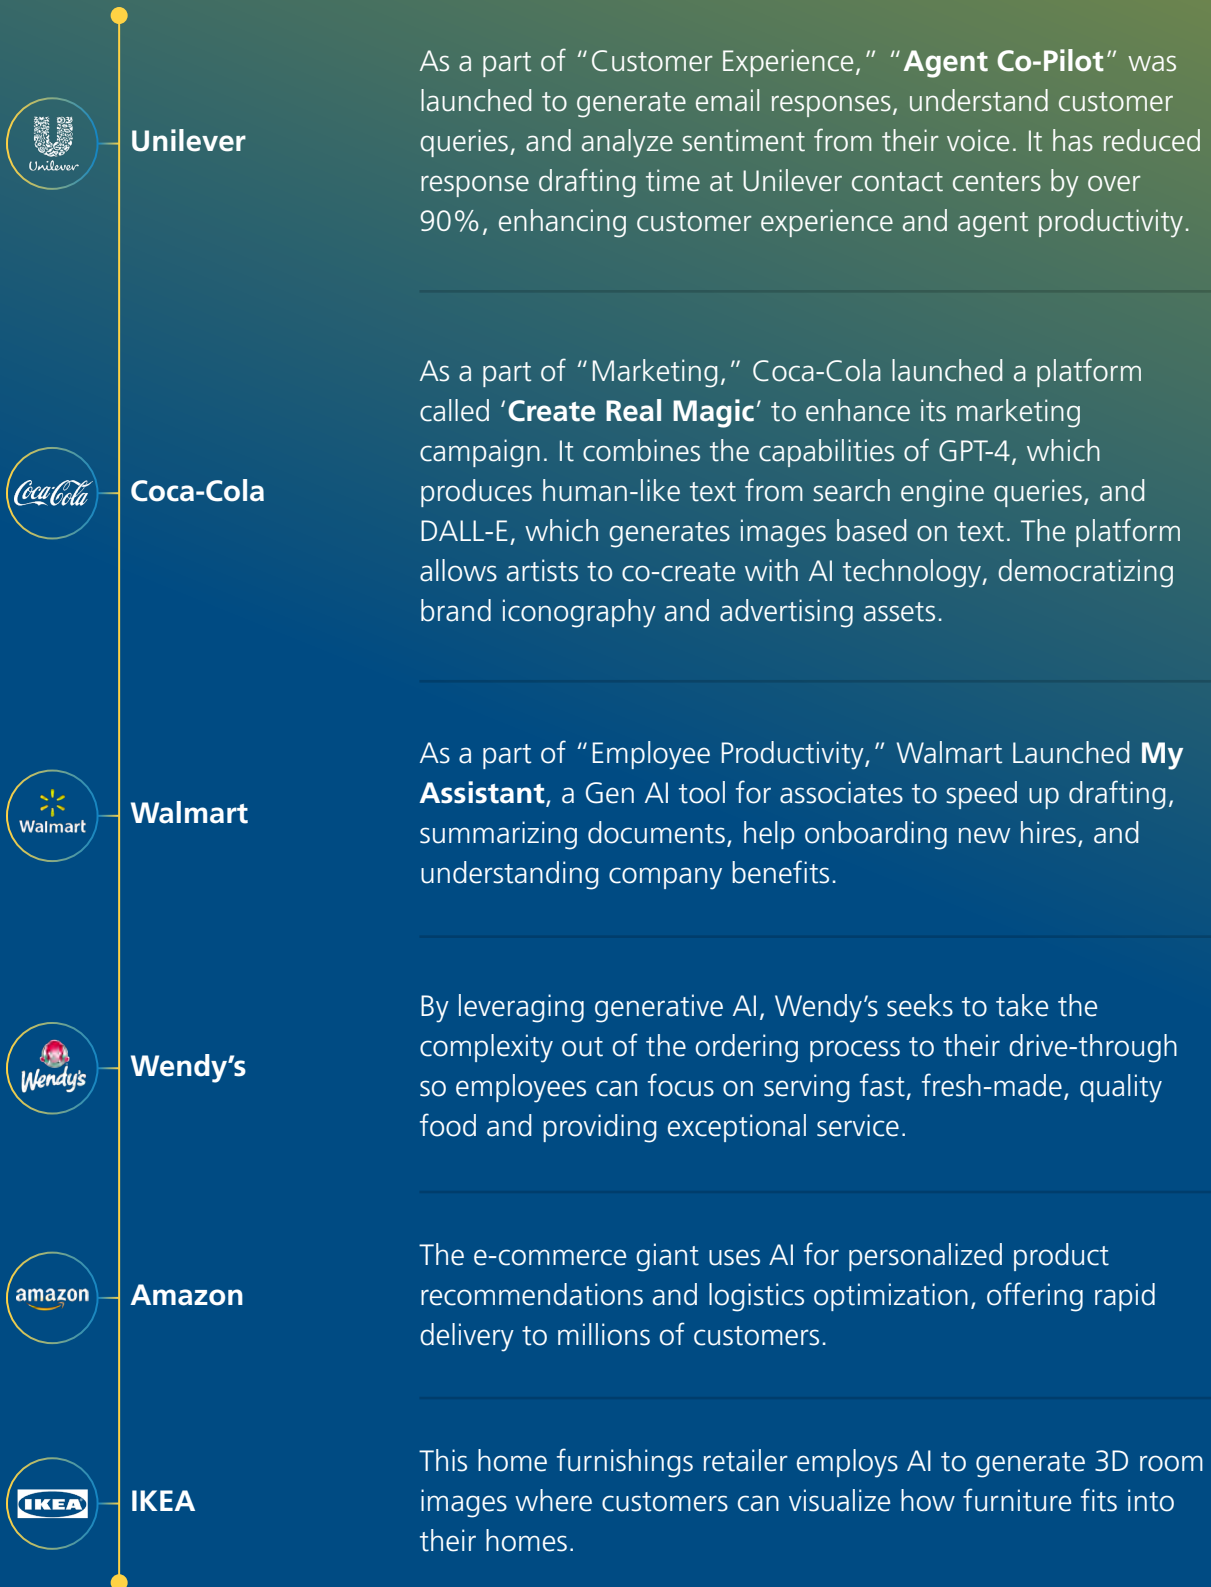 As a part of “Customer Experience,” “Agent Co-Pilot” was
launched to generate email responses, understand customer
queries, and analyze sentiment from their voice. It has reduced
response drafting time at Unilever contact centers by over
90%, enhancing customer experience and agent productivity.
Unilever
Unilever
As a part of “Marketing,” Coca-Cola launched a platform
called ‘Create Real Magic’ to enhance its marketing
campaign. It combines the capabilities of GPT-4, which
produces human-like text from search engine queries, and
DALL-E, which generates images based on text. The platform
allows artists to co-create with AI technology, democratizing
brand iconography and advertising assets.
Coca-Cola
Coca-Cola
As a part of “Employee Productivity,” Walmart Launched My
Assistant, a Gen AI tool for associates to speed up drafting,
summarizing documents, help onboarding new hires, and
understanding company benefits.
Walmart
Walmart
By leveraging generative AI, Wendy’s seeks to take the
complexity out of the ordering process to their drive-through
so employees can focus on serving fast, fresh-made, quality
food and providing exceptional service.
Wendy’s
Wendy’s
The e-commerce giant uses AI for personalized product
recommendations and logistics optimization, offering rapid
delivery to millions of customers.
amazon
Amazon
This home furnishings retailer employs AI to generate 3D room
images where customers can visualize how furniture fits into
their homes.
IKEA
IKEA